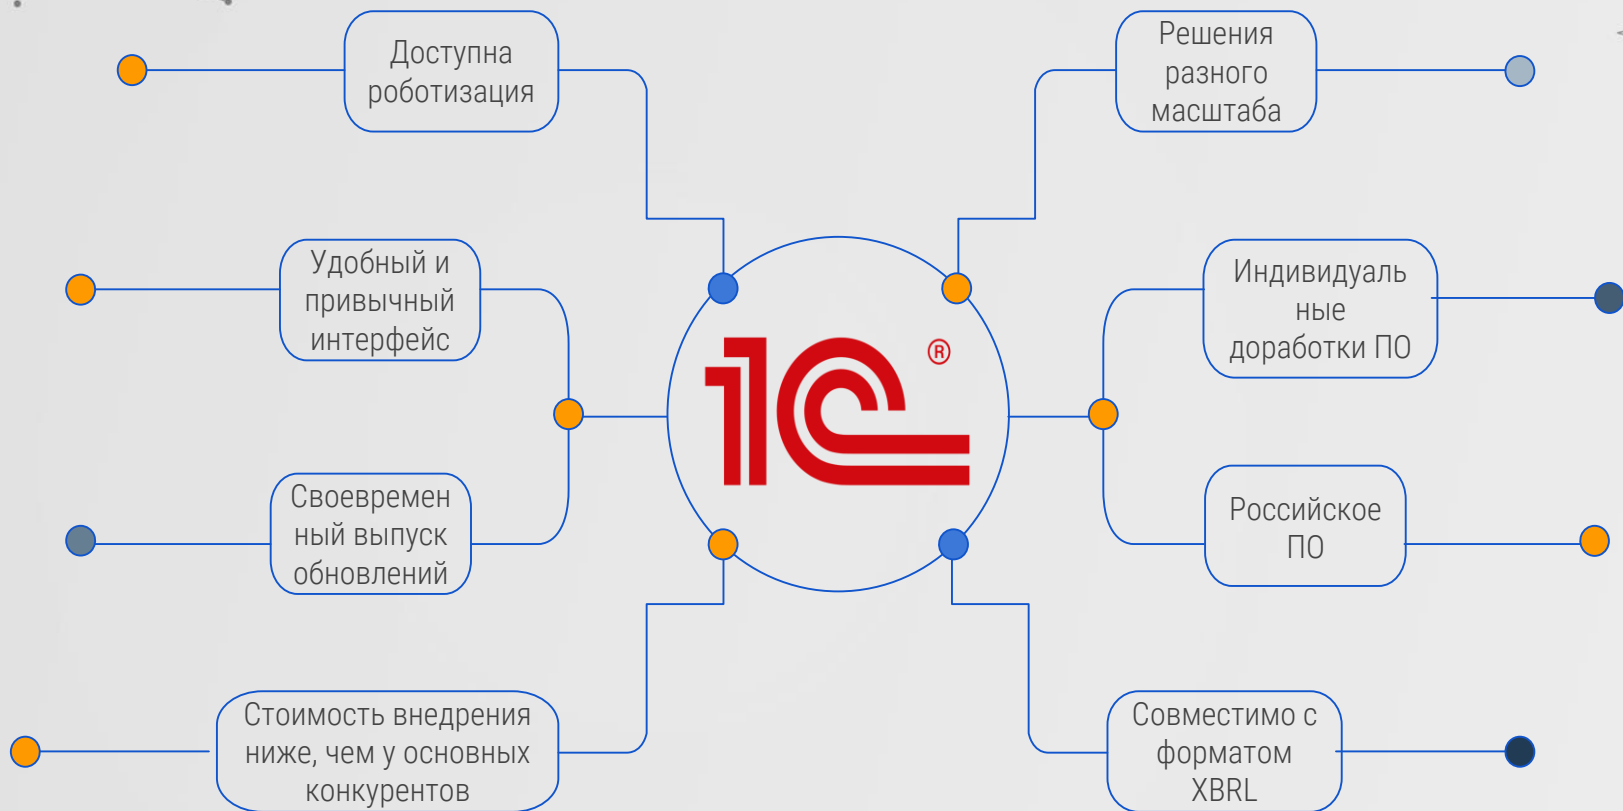 Доступна
роботизация
Решения
разного
масштаба
Удобный и
привычный
интерфейс
Индивидуаль
ные
доработки ПО
1С ®
Своевремен
ный выпуск
обновлений
Российское
ПО
Стоимость внедрения
ниже, чем у основных
конкурентов
Совместимо с
форматом
XBRL